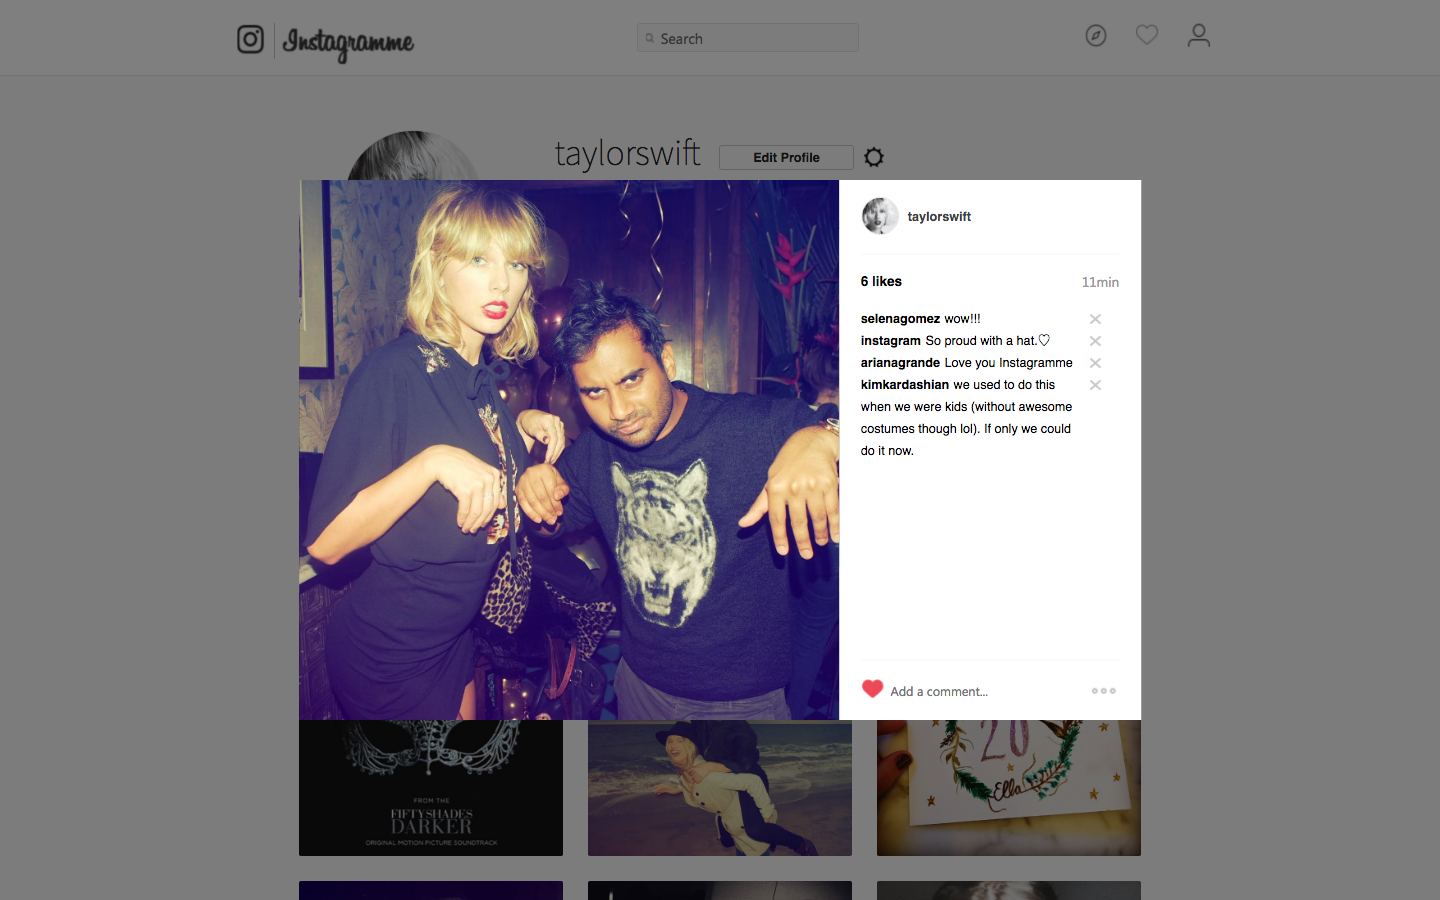 Instagramme
Search
taylorswift
Edit Profile
taylorswift
6 likes 11min
selenagomez wow!!!
instagram So proud with a hat.♡
arianagrande Love you Instagramme
kimkardashian we used to do this
when we were kids (without awesome
costumes though lol). If only we could
do it now.
Add a comment...
FROM THE
FIFTY SHADES
DARKER
ORIGINAL MOTION PICTURE SOUNDTRACK
20
Ella